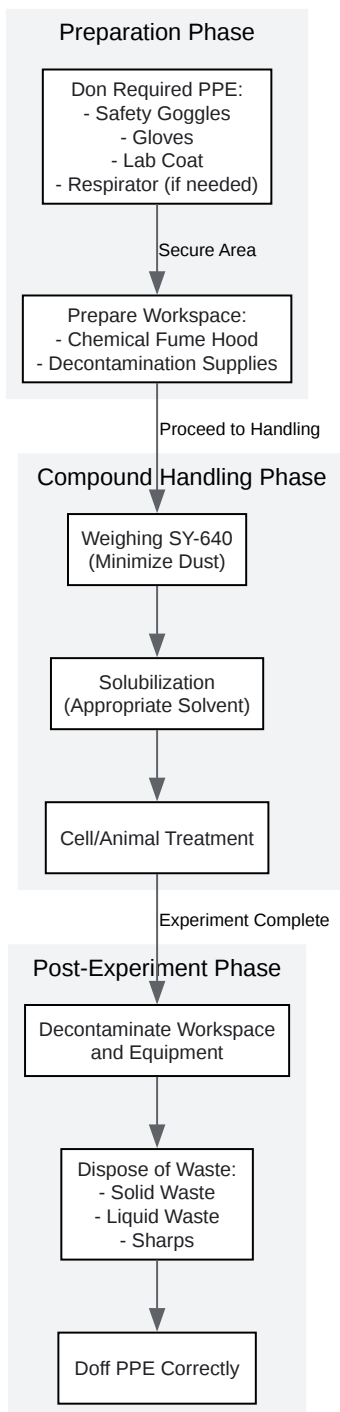 Preparation Phase
Don Required PPE:
- Safety Goggles
- Gloves
- Lab Coat
- Respirator (if needed)
Secure Area
Prepare Workspace:
- Chemical Fume Hood
- Decontamination Supplies
Proceed to Handling
Compound Handling Phase
Weighing SY-640
(Minimize Dust)
Solubilization
(Appropriate Solvent)
Cell/Animal Treatment
Experiment Complete
Post-Experiment Phase
Decontaminate Workspace
and Equipment
Dispose of Waste:
- Solid Waste
- Liquid Waste
- Sharps
Doff PPE Correctly